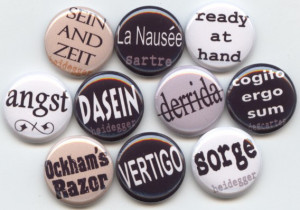 SEIN
AND
ZEIT
heidegger
La Nausée
sartre
ready
at
hand
angst
DASEIN
heidegger
derrida
cogito
ergo
sum
descartes
Ockham's
Razor
VERTIGO
sorge
heidegger